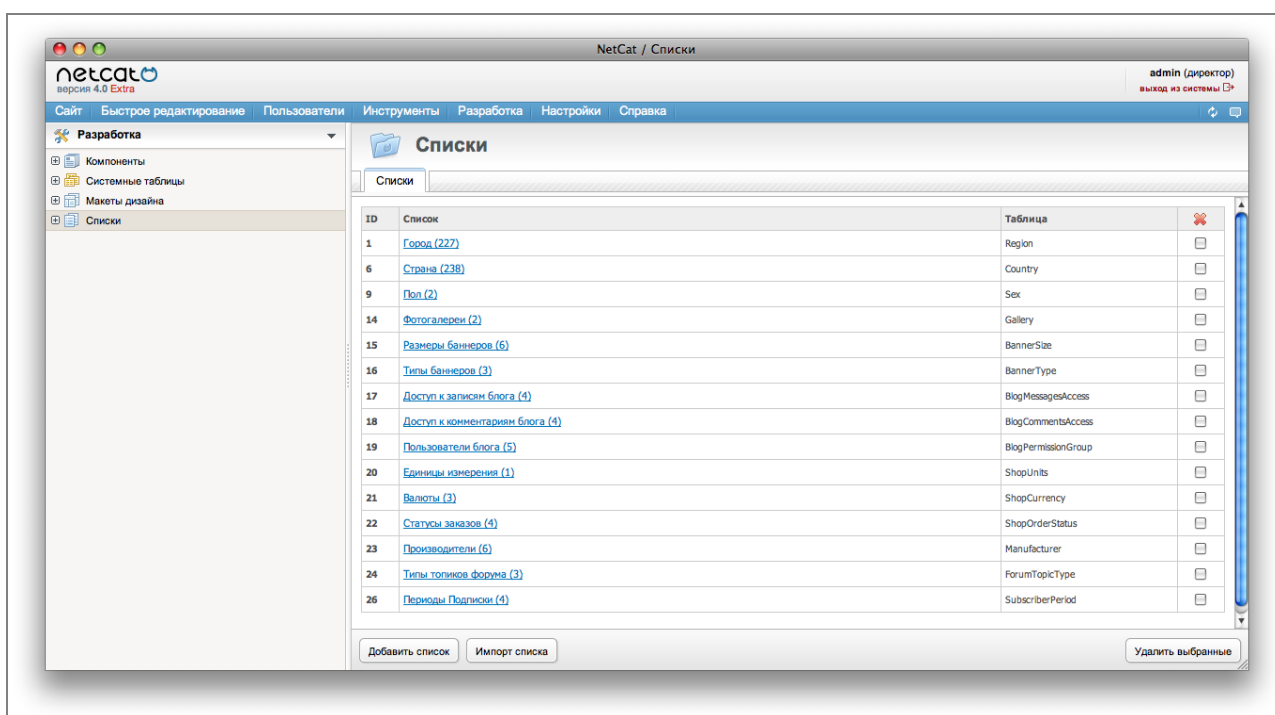 NetCat / Списки
netcat
версия 4.0 Extra
admin (директор)
выход из системы
Сайт Быстрое редактирование Пользователи Инструменты Разработка Настройки Справка
Разработка
Компоненты
Системные таблицы
Макеты дизайна
Списки
Списки
Списки
ID Список Таблица
1 Город (227) Region
6 Страна (238) Country
9 Пол (2) Sex
14 Фотогалереи (2) Gallery
15 Размеры баннеров (6) BannerSize
16 Типы баннеров (3) BannerType
17 Доступ к записям блога (4) BlogMessagesAccess
18 Доступ к комментариям блога (4) BlogCommentsAccess
19 Пользователи блога (5) BlogPermissionGroup
20 Единицы измерения (1) ShopUnits
21 Валюты (3) ShopCurrency
22 Статусы заказов (4) ShopOrderStatus
23 Производители (6) Manufacturer
24 Типы топиков форума (3) ForumTopicType
26 Периоды Подписки (4) SubscriberPeriod
Добавить список Импорт списка Удалить выбранные